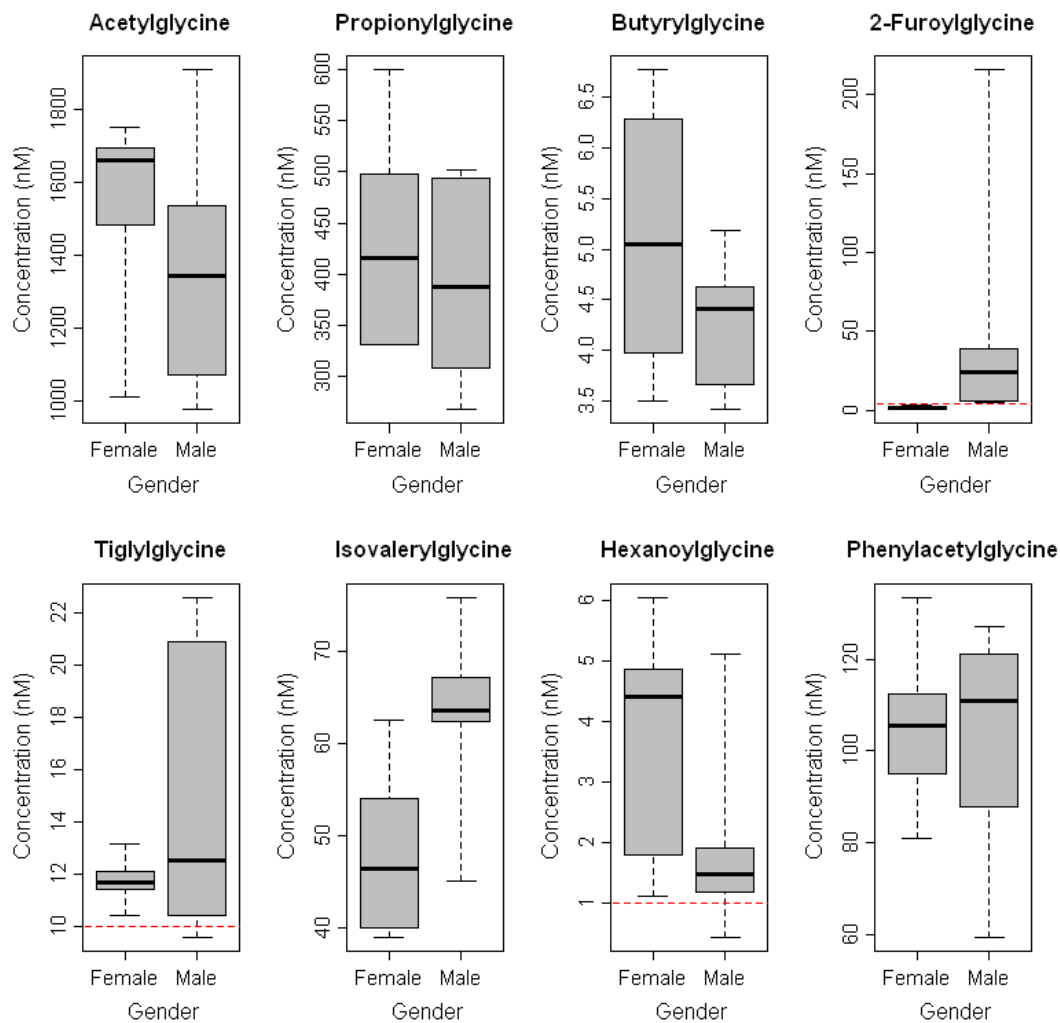 Acetylglycine
Concentration (nM)
1800
1600
1400
1200
1000
Female Male
Gender
Propionylglycine
Concentration (nM)
600
550
500
450
400
350
300
Female Male
Gender
Butyrylglycine
Concentration (nM)
6.5
6.0
5.5
5.0
4.5
4.0
3.5
Female Male
Gender
2-Furoylglycine
Concentration (nM)
200
150
100
50
0
Female Male
Gender
Tiglylglycine
Concentration (nM)
22
20
18
16
14
12
10
Female Male
Gender
Isovalerylglycine
Concentration (nM)
70
60
50
40
Female Male
Gender
Hexanoylglycine
Concentration (nM)
6
5
4
3
2
1
Female Male
Gender
Phenylacetylglycine
Concentration (nM)
120
100
80
60
Female Male
Gender